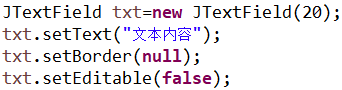 JTextField txt=new JTextField(20);
txt.setText("文本内容");
txt.setBorder(null);
txt.setEditable(false);